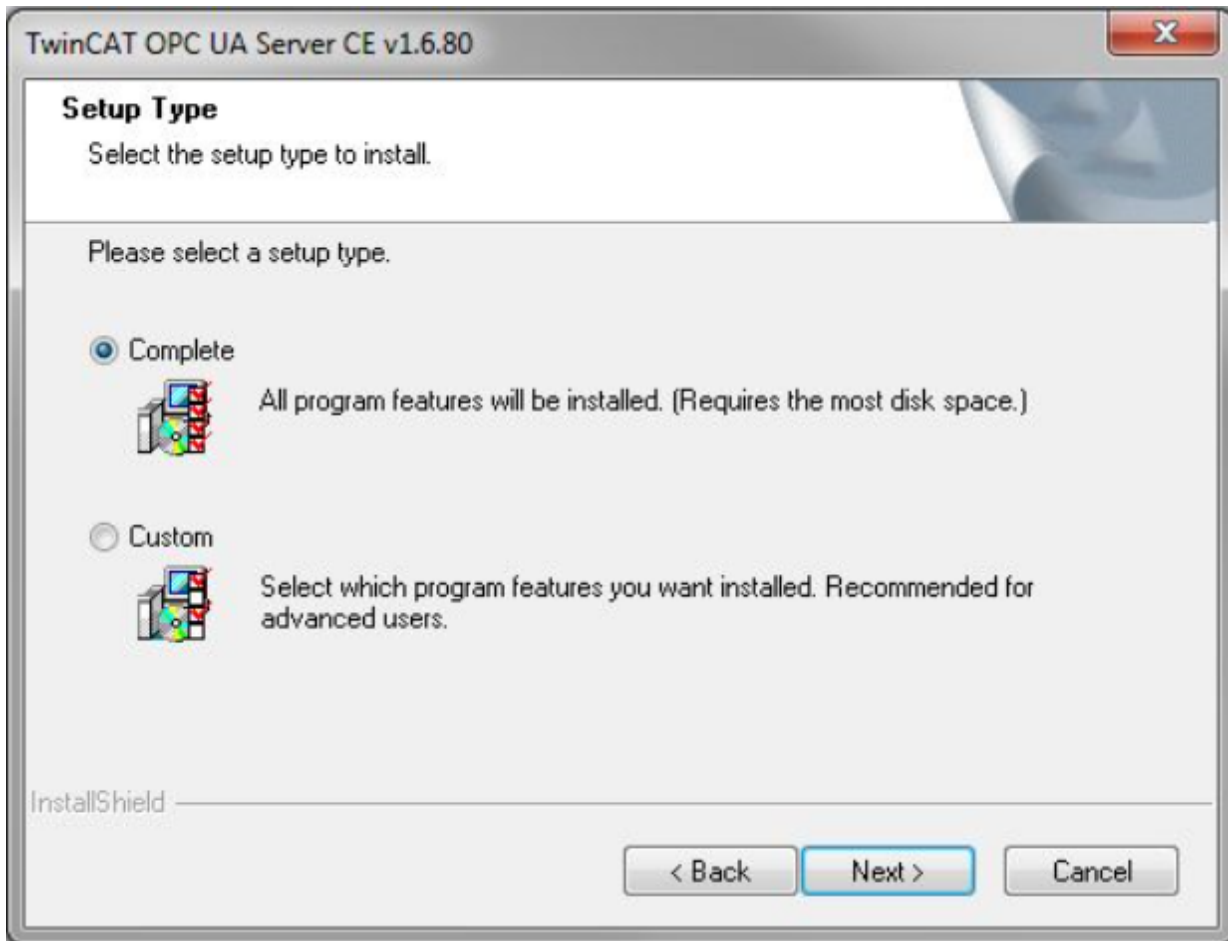 TwinCAT OPC UA Server CE v1.6.80
Setup Type
Select the setup type to install.
Please select a setup type.
Complete
All program features will be installed. (Requires the most disk space.)
Custom
Select which program features you want installed. Recommended for
advanced users.
InstallShield
< Back
Next >
Cancel